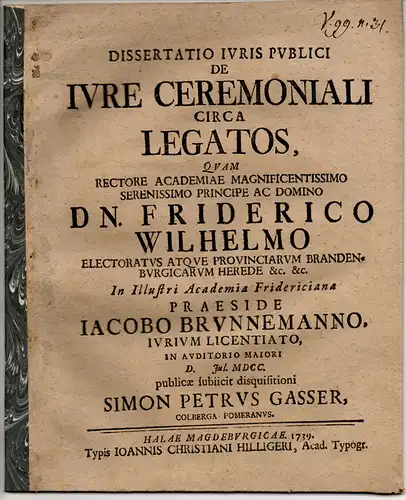 V. 99. n. 31.
DISSERTATIO IVRIS PVBLICI
DE
IVRE CEREMONIALI
CIRCA
LEGATOS,
QVAM
RECTORE ACADEMIAE MAGNIFICENTISSIMO
SERENISSIMO PRINCIPE AC DOMINO
DN. FRIDERICO
WILHELMO
ELECTORATVS ATQVE PROVINCIARVM BRANDEN-
BVRGICARVM HEREDE &c. &c.
In Illustri Academia Fridericiana
PRAESIDE
IACOBO BRVNNEMANNO,
IVRIVM LICENTIATO,
IN AVDITORIO MAIORI
D. Jul. MDCC.
publicæ subiicit disquisitioni
SIMON PETRVS GASSER,
COLBERGA-POMERANVS.
HALAE MAGDEBVRGICAE. 1739.
Typis IOANNIS CHRISTIANI HILLIGERI, Acad. Typogr.